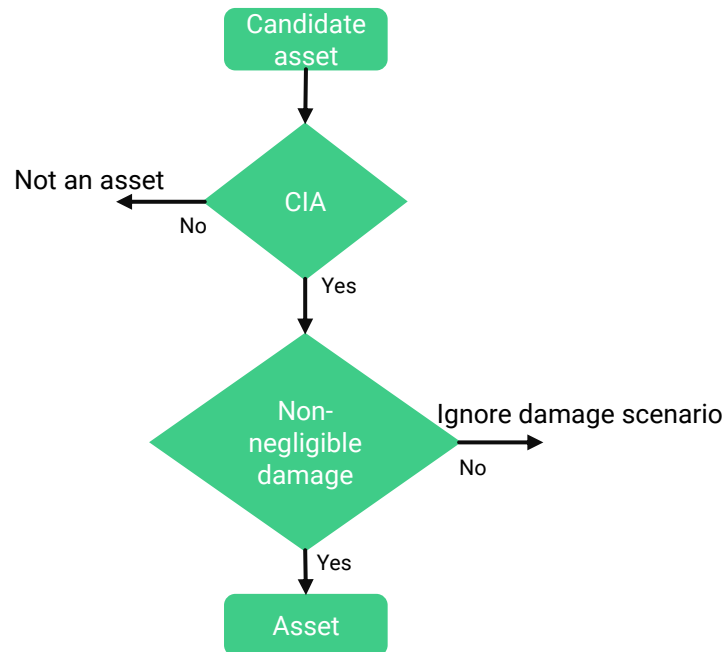 Candidate
asset
Not an asset
CIA
No
Yes
Non-
negligible
damage
Ignore damage scenario
No
Yes
Asset